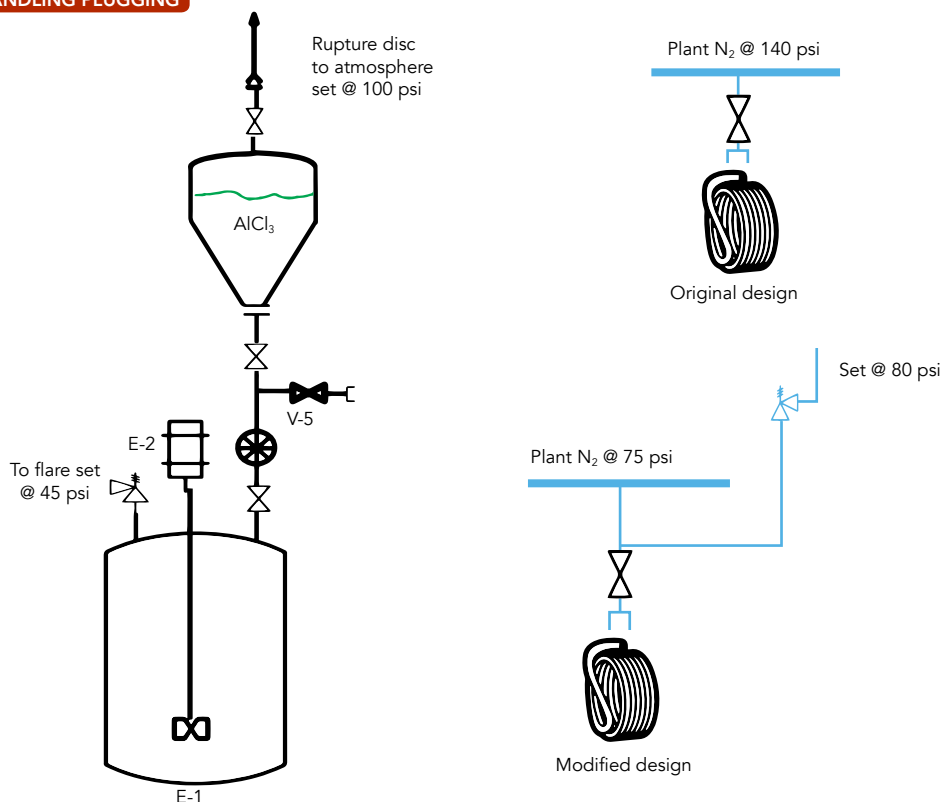 HANDLING PLUGGING
Rupture disc
to atmosphere
set @ 100 psi
AlCl₃
V-5
E-2
To flare set
@ 45 psi
E-1
Plant N₂ @ 140 psi
Original design
Set @ 80 psi
Plant N₂ @ 75 psi
Modified design